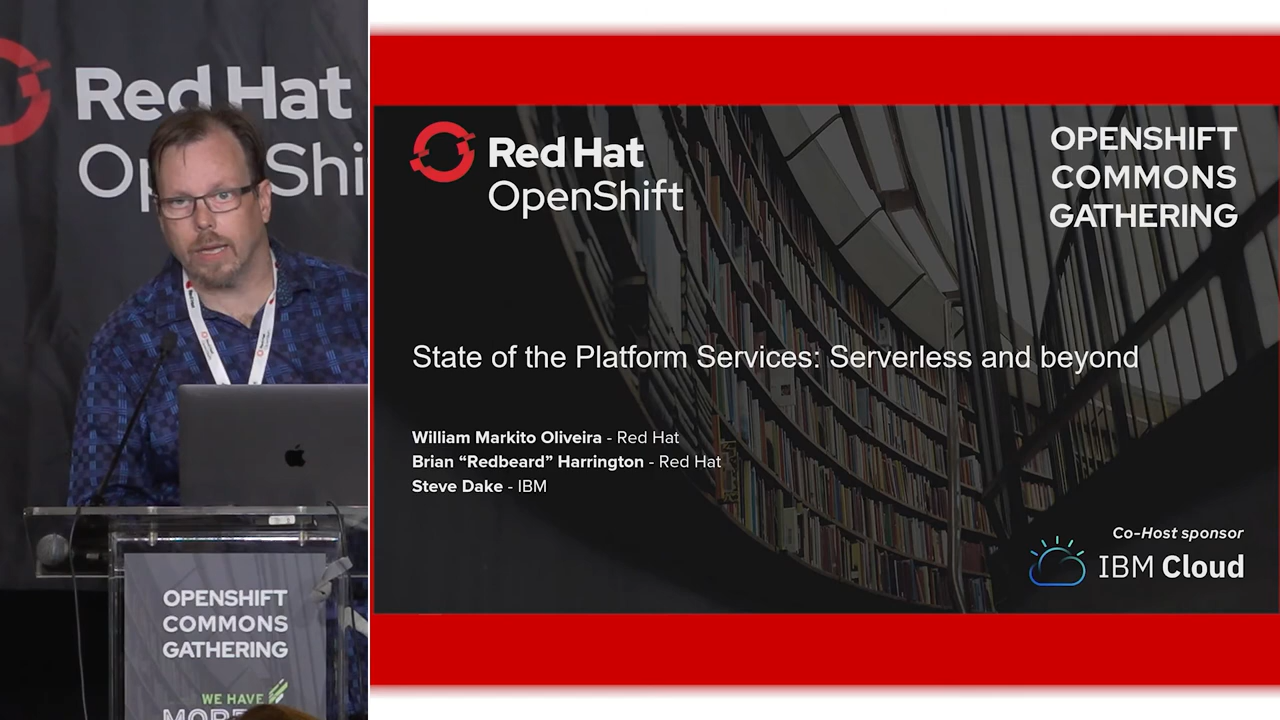 Red Hat
OpenShi
OPENSHIFT
COMMONS
GATHERING
WE HAVE
MORE
Red Hat
OpenShift
OPENSHIFT
COMMONS
GATHERING
State of the Platform Services: Serverless and beyond
William Markito Oliveira - Red Hat
Brian “Redbeard” Harrington - Red Hat
Steve Dake - IBM
Co-Host sponsor
IBM Cloud